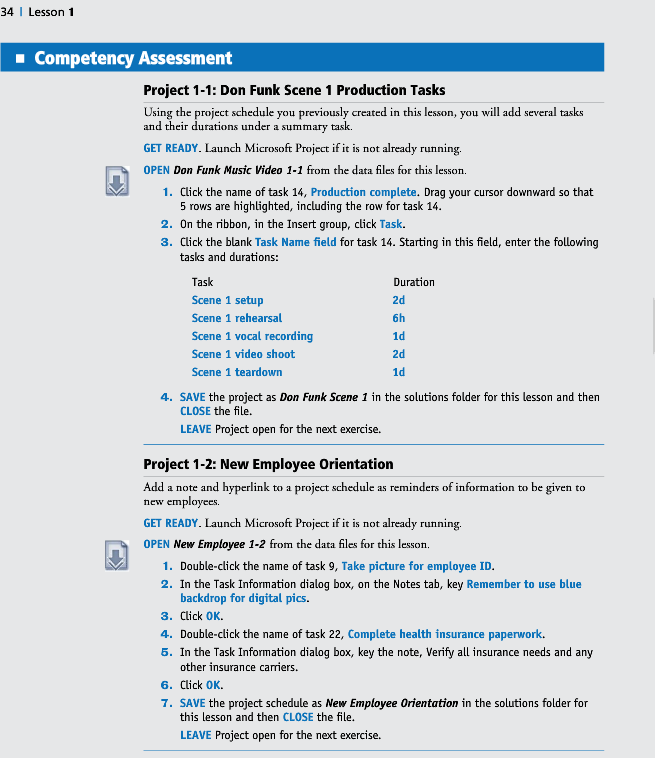 34 | Lesson 1
■ Competency Assessment
Project 1-1: Don Funk Scene 1 Production Tasks
Using the project schedule you previously created in this lesson, you will add several tasks
and their durations under a summary task.
GET READY. Launch Microsoft Project if it is not already running.
OPEN Don Funk Music Video 1-1 from the data files for this lesson.
1. Click the name of task 14, Production complete. Drag your cursor downward so that
5 rows are highlighted, including the row for task 14.
2. On the ribbon, in the Insert group, click Task.
3. Click the blank Task Name field for task 14. Starting in this field, enter the following
tasks and durations:
Task Duration
Scene 1 setup 2d
Scene 1 rehearsal 6h
Scene 1 vocal recording 1d
Scene 1 video shoot 2d
Scene 1 teardown 1d
4. SAVE the project as Don Funk Scene 1 in the solutions folder for this lesson and then
CLOSE the file.
LEAVE Project open for the next exercise.
Project 1-2: New Employee Orientation
Add a note and hyperlink to a project schedule as reminders of information to be given to
new employees.
GET READY. Launch Microsoft Project if it is not already running.
OPEN New Employee 1-2 from the data files for this lesson.
1. Double-click the name of task 9, Take picture for employee ID.
2. In the Task Information dialog box, on the Notes tab, key Remember to use blue
backdrop for digital pics.
3. Click OK.
4. Double-click the name of task 22, Complete health insurance paperwork.
5. In the Task Information dialog box, key the note, Verify all insurance needs and any
other insurance carriers.
6. Click OK.
7. SAVE the project schedule as New Employee Orientation in the solutions folder for
this lesson and then CLOSE the file.
LEAVE Project open for the next exercise.